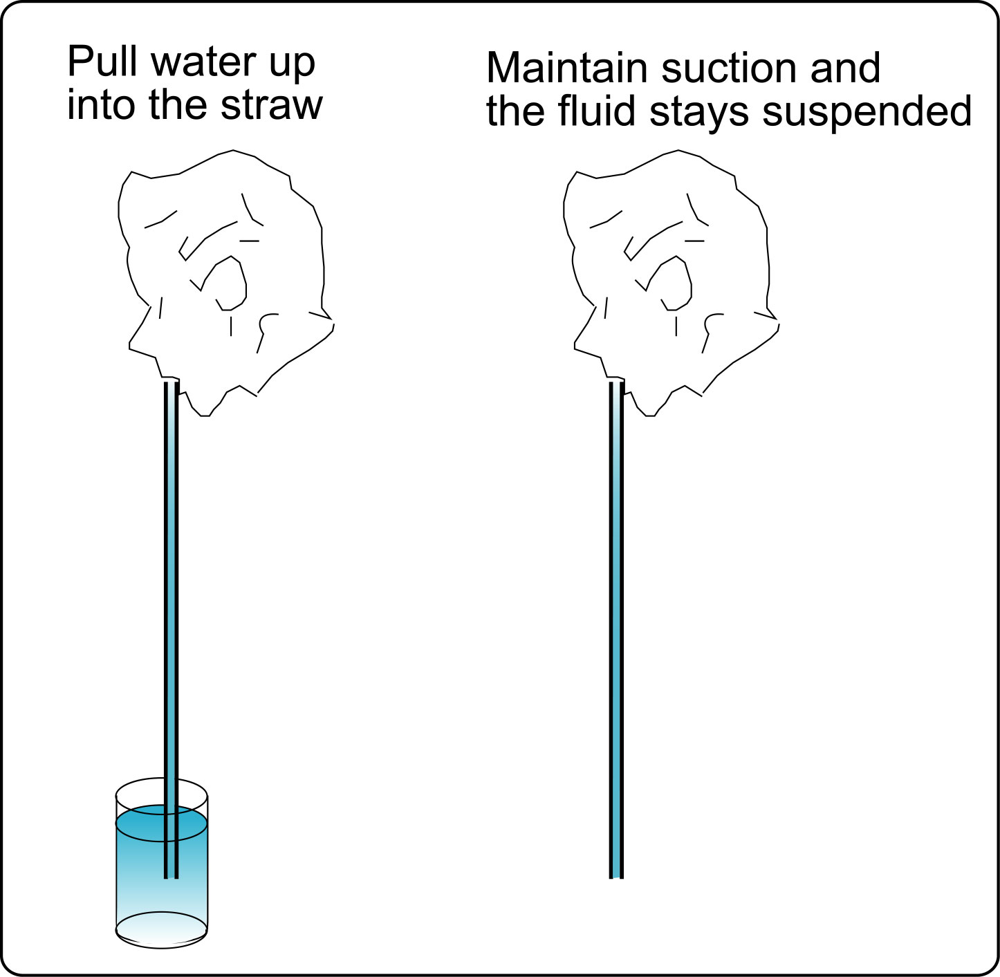 Pull water up
into the straw
Maintain suction and
the fluid stays suspended